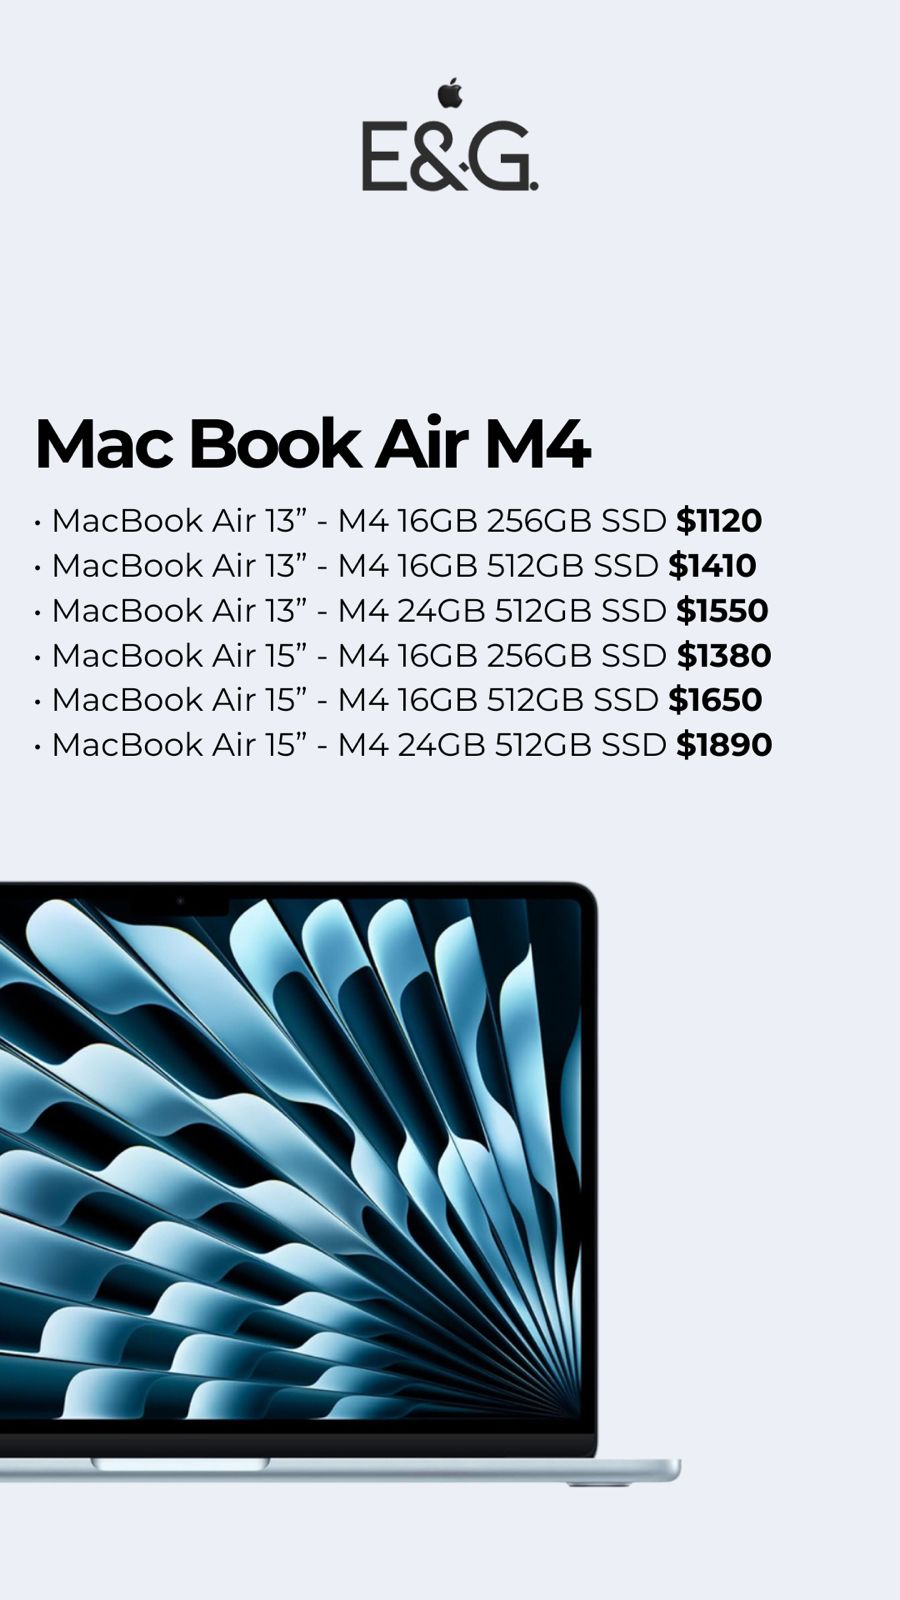 E&G.
Mac Book Air M4
• MacBook Air 13” - M4 16GB 256GB SSD $1120
• MacBook Air 13” - M4 16GB 512GB SSD $1410
• MacBook Air 13” - M4 24GB 512GB SSD $1550
• MacBook Air 15” - M4 16GB 256GB SSD $1380
• MacBook Air 15” - M4 16GB 512GB SSD $1650
• MacBook Air 15” - M4 24GB 512GB SSD $1890